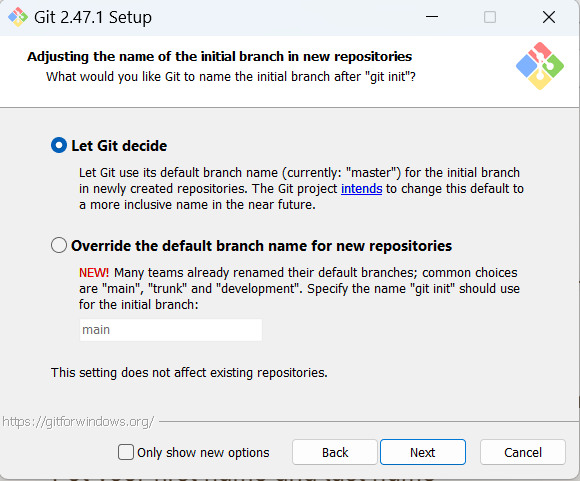 Git 2.47.1 Setup
Adjusting the name of the initial branch in new repositories
What would you like Git to name the initial branch after "git init"?
Let Git decide
Let Git use its default branch name (currently: "master") for the initial branch
in newly created repositories. The Git project intends to change this default to
a more inclusive name in the near future.
Override the default branch name for new repositories
NEW! Many teams already renamed their default branches; common choices
are "main", "trunk" and "development". Specify the name "git init" should use
for the initial branch:
main
This setting does not affect existing repositories.
https://gitforwindows.org/
Only show new options
Back
Next
Cancel